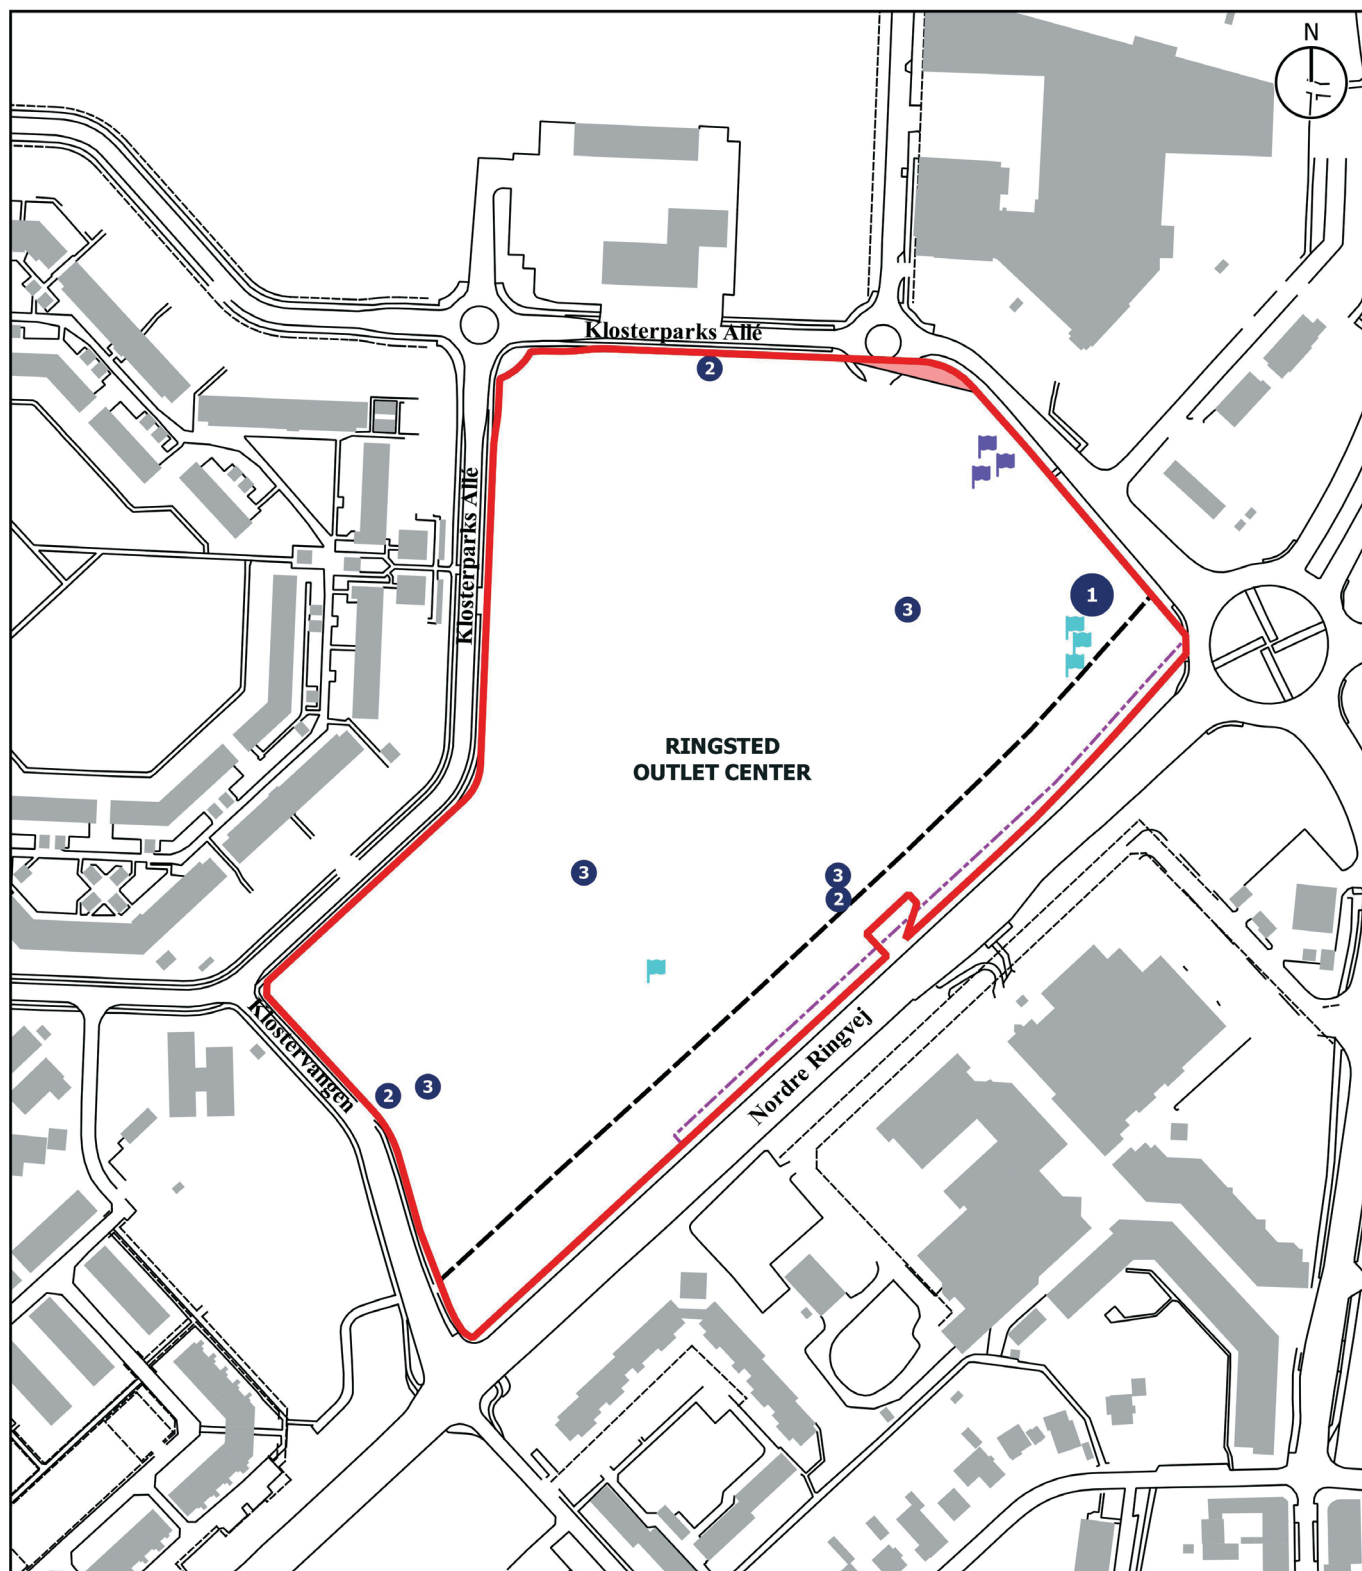 N
Klosterparks Allé
2
Klosterparks Allé
1
3
RINGSTED
OUTLET CENTER
3
3
2
Klostervangen
2
3
Nordre Ringvej